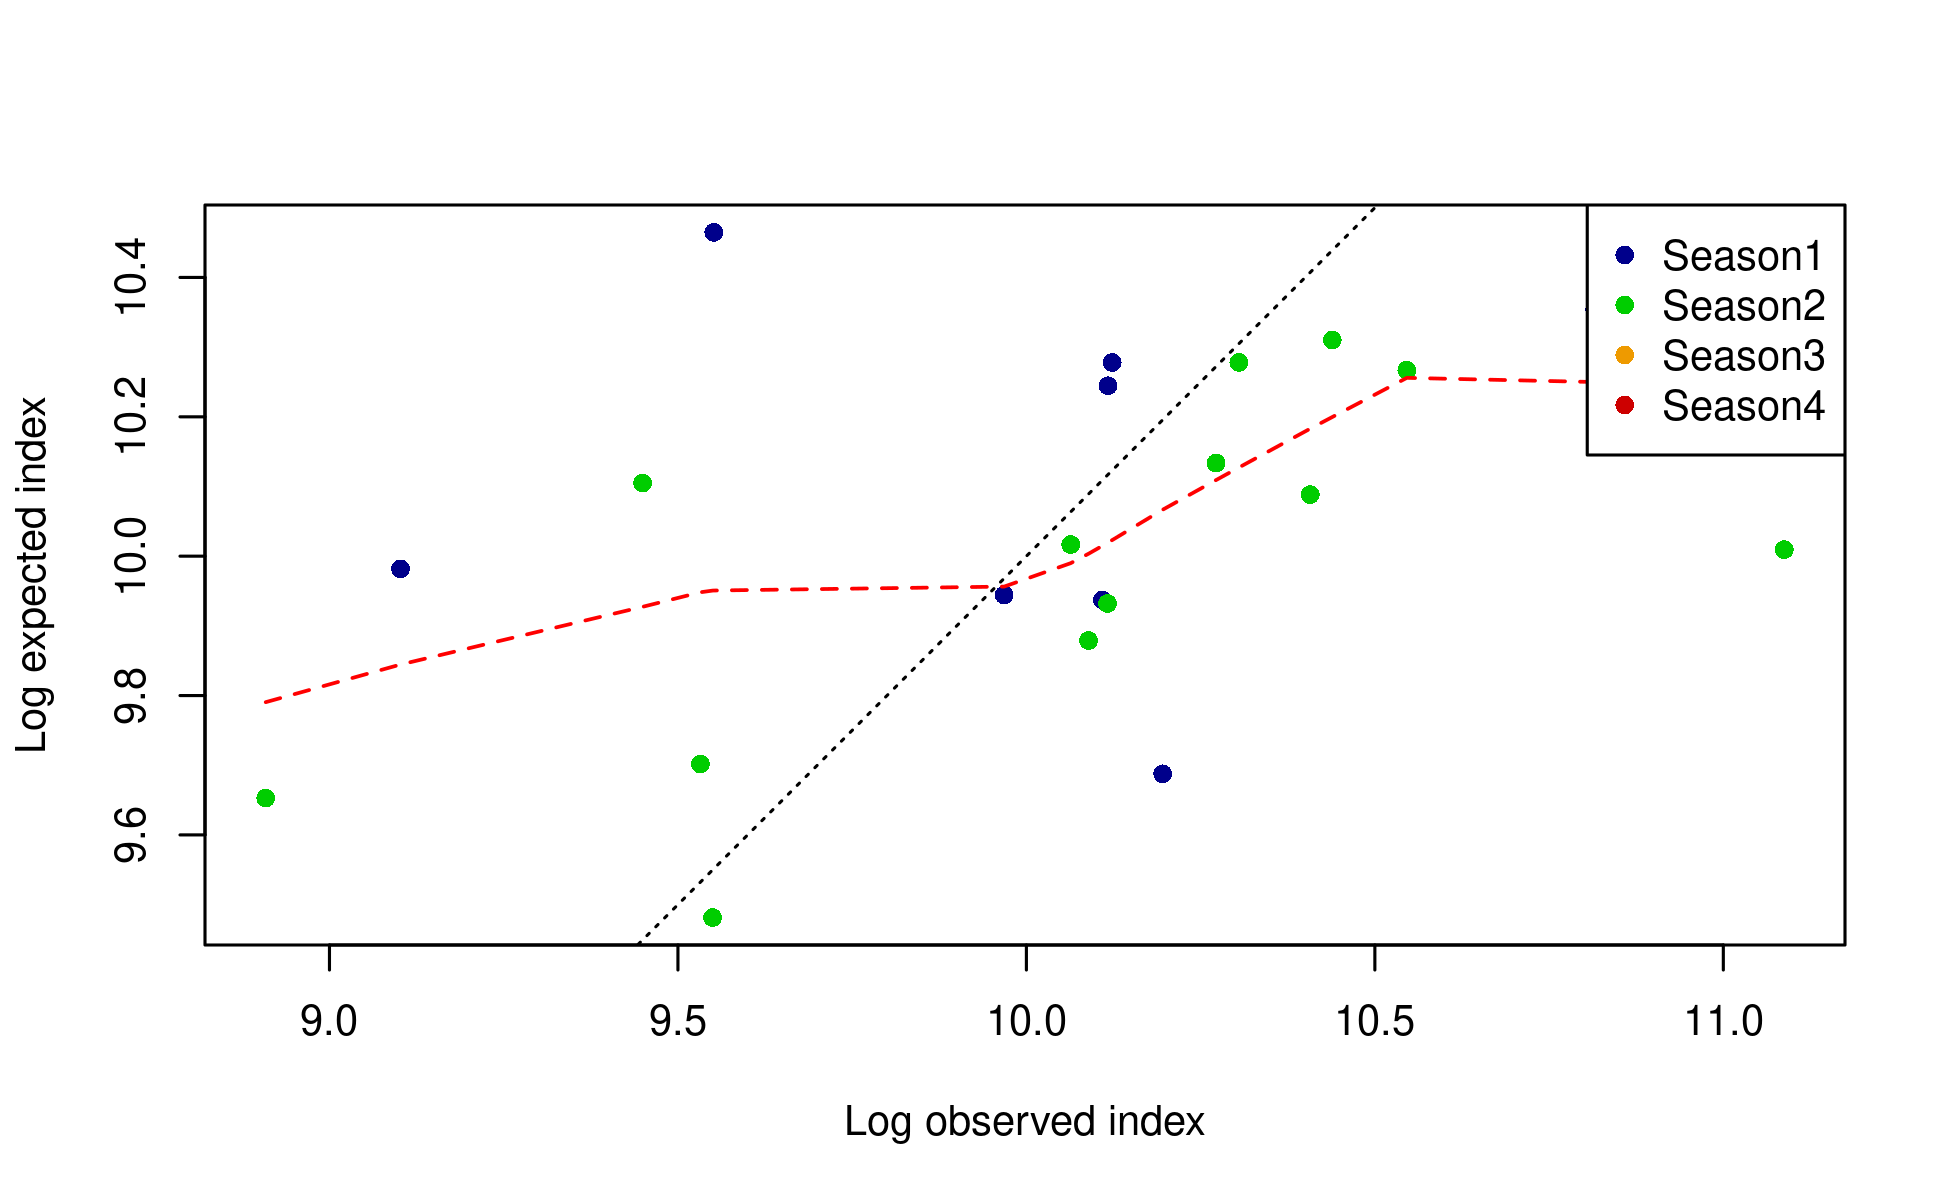 Season1
Season2
Season3
Season4
Log expected index
10.4
10.2
10.0
9.8
9.6
9.0 9.5 10.0 10.5 11.0
Log observed index